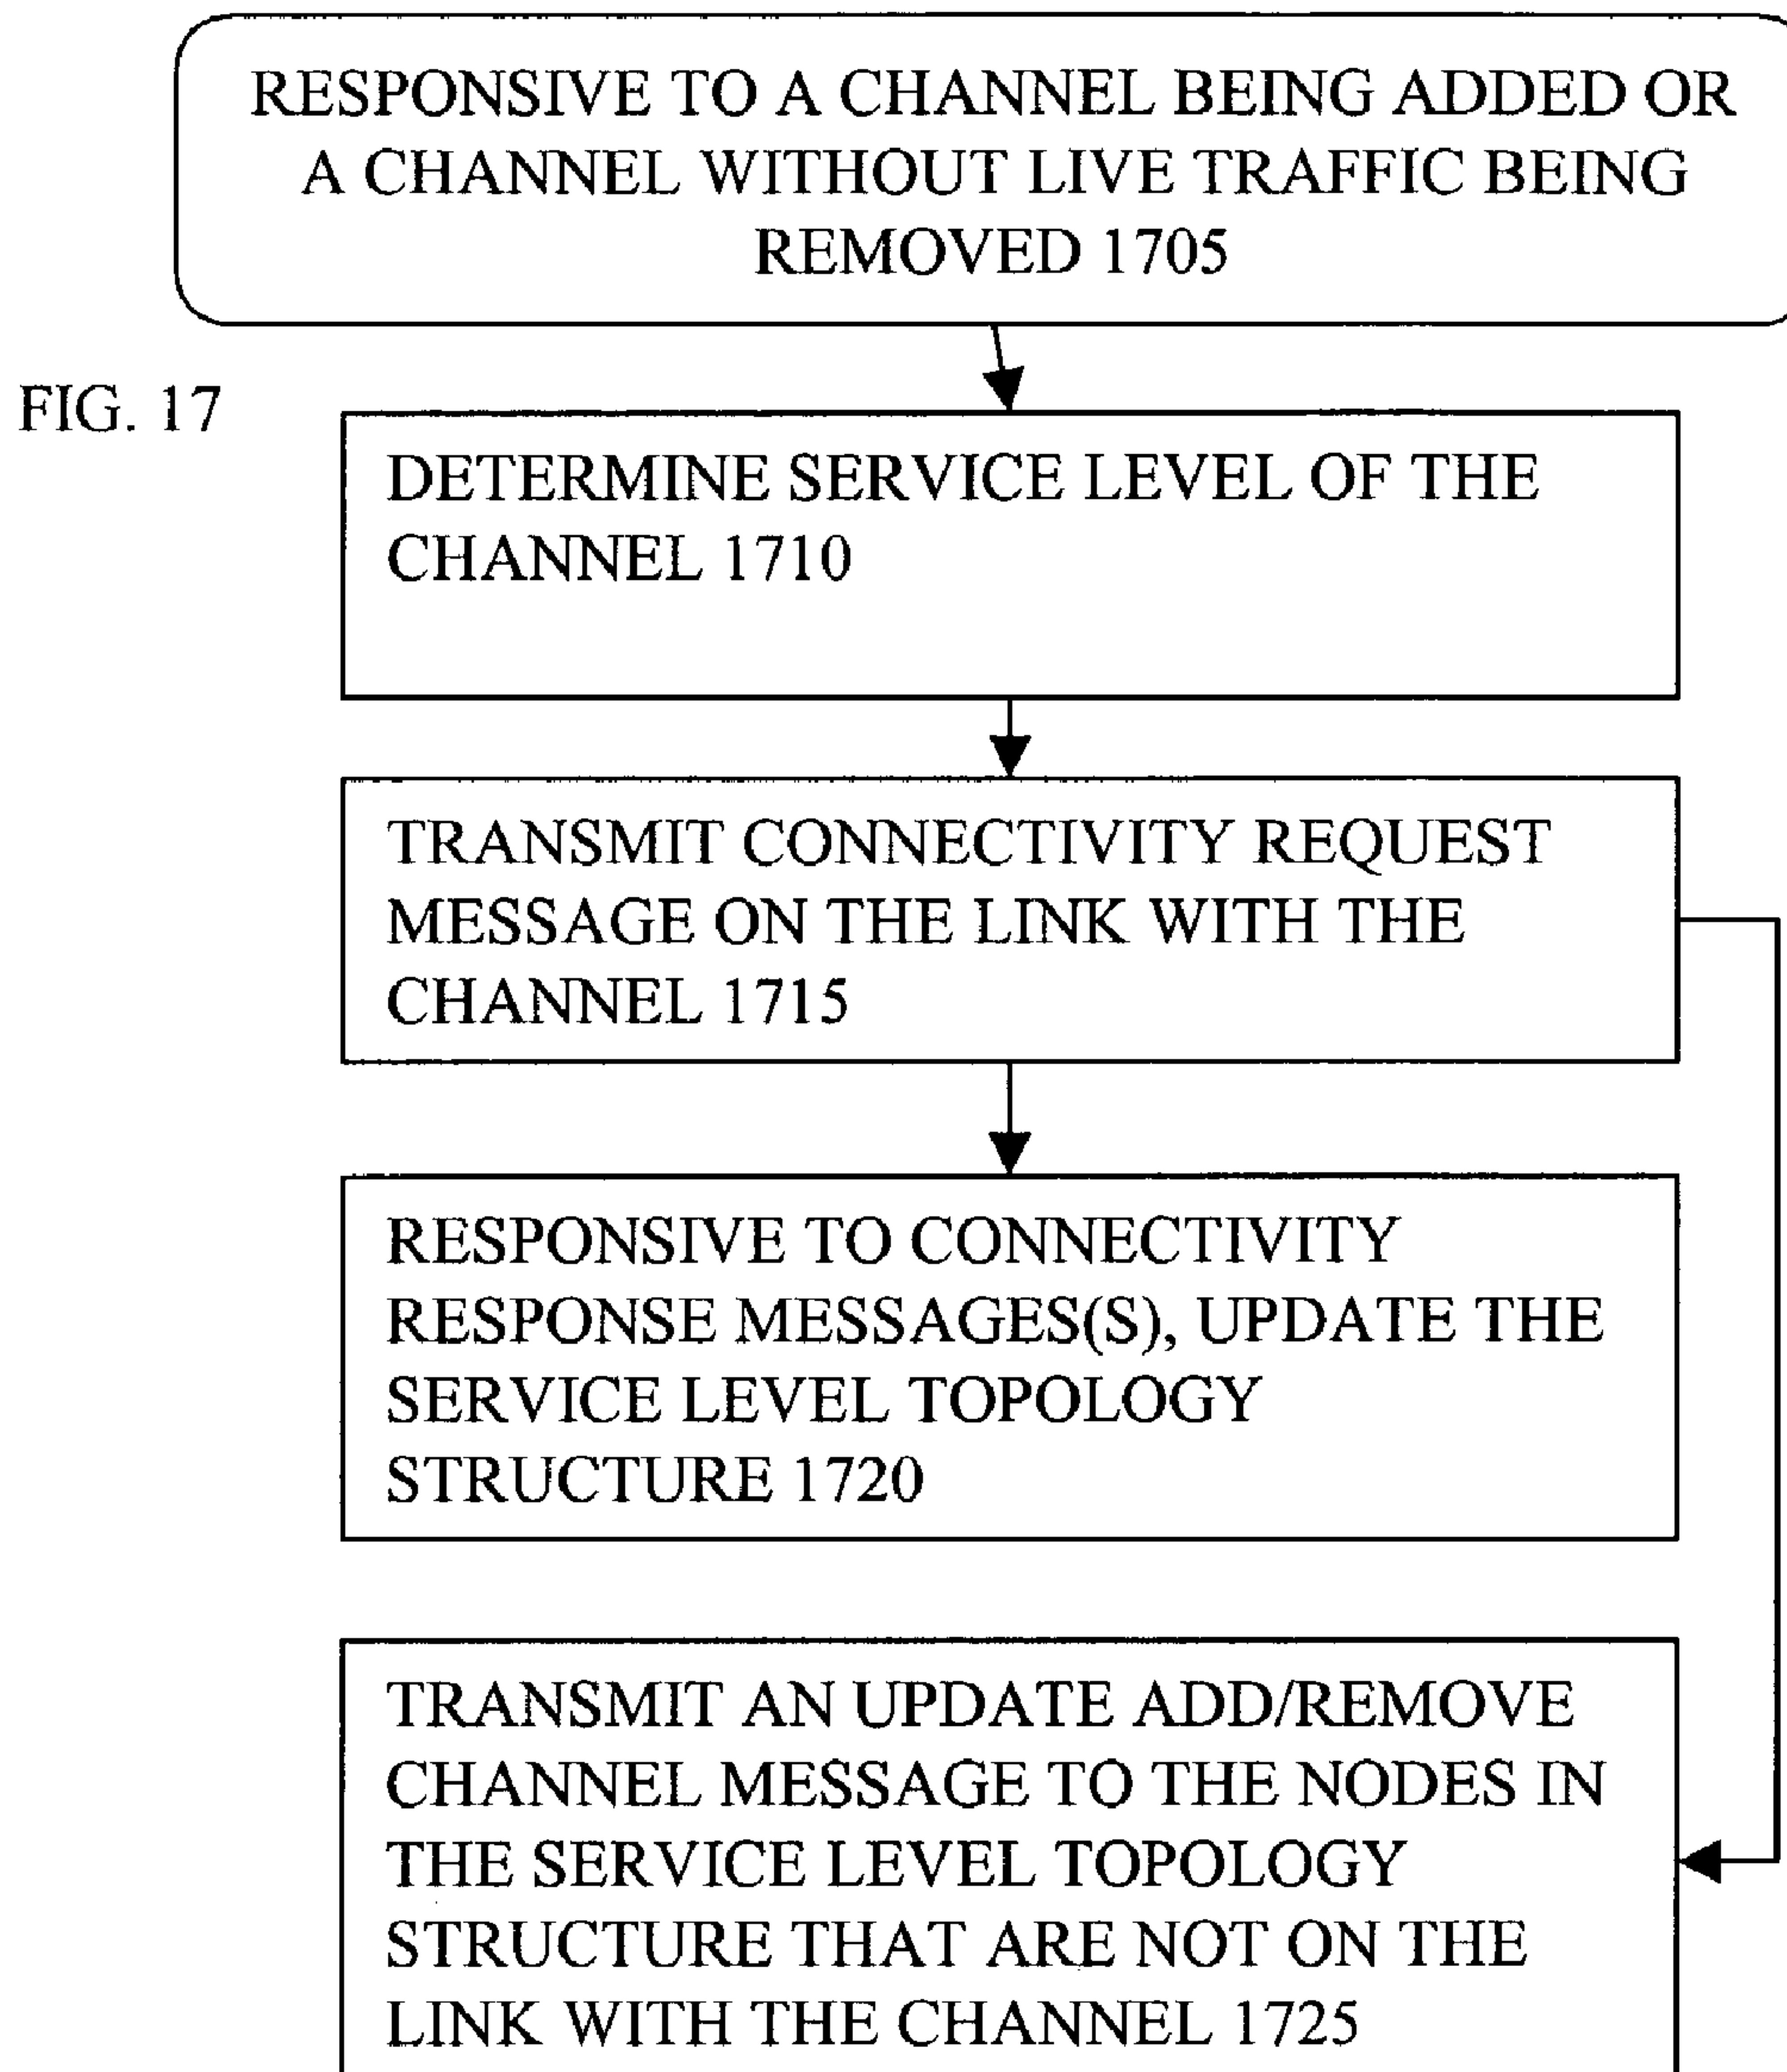 RESPONSIVE TO A CHANNEL BEING ADDED OR
A CHANNEL WITHOUT LIVE TRAFFIC BEING
REMOVED 1705
FIG. 17
DETERMINE SERVICE LEVEL OF THE
CHANNEL 1710
TRANSMIT CONNECTIVITY REQUEST
MESSAGE ON THE LINK WITH THE
CHANNEL 1715
RESPONSIVE TO CONNECTIVITY
RESPONSE MESSAGES(S), UPDATE THE
SERVICE LEVEL TOPOLOGY
STRUCTURE 1720
TRANSMIT AN UPDATE ADD/REMOVE
CHANNEL MESSAGE TO THE NODES IN
THE SERVICE LEVEL TOPOLOGY
STRUCTURE THAT ARE NOT ON THE
LINK WITH THE CHANNEL 1725